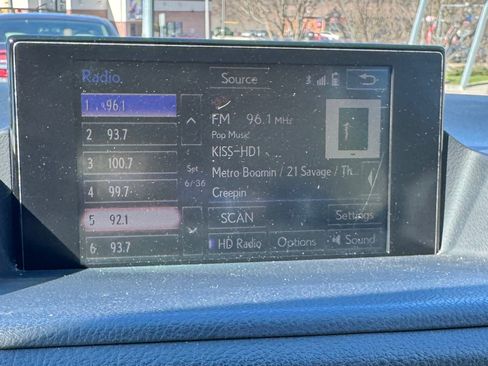 Radio
Source
1 96.1
2 93.7
3 100.7
4 99.7
5 92.1
6 93.7
6/36
FM 96.1 MHz
Pop Music
KISS-HD1
Metro Boomin / 21 Savage / Th...
Creepin
SCAN
Settings
HD Radio
Options
Sound